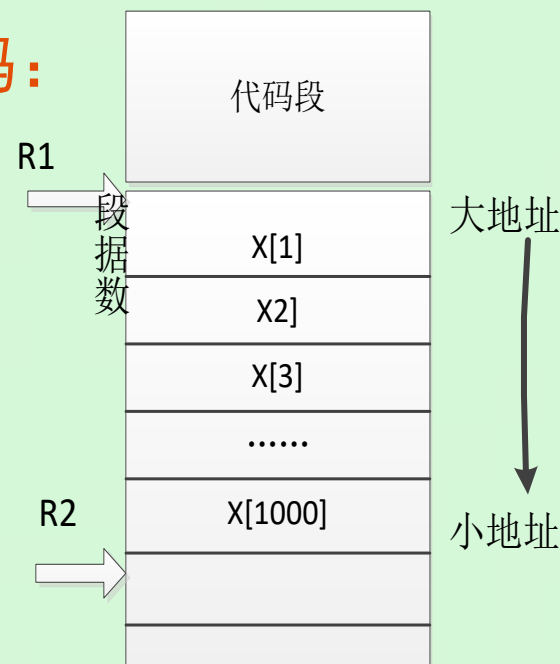 码：
代码段
R1
段
据
数
大地址
X[1]
X2]
X[3]
……
R2
X[1000]
小地址